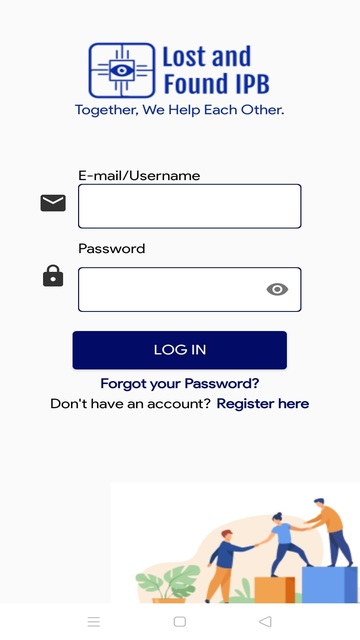 Lost and
Found IPB
Together, We Help Each Other.
E-mail/Username
Password
LOG IN
Forgot your Password?
Don't have an account? Register here